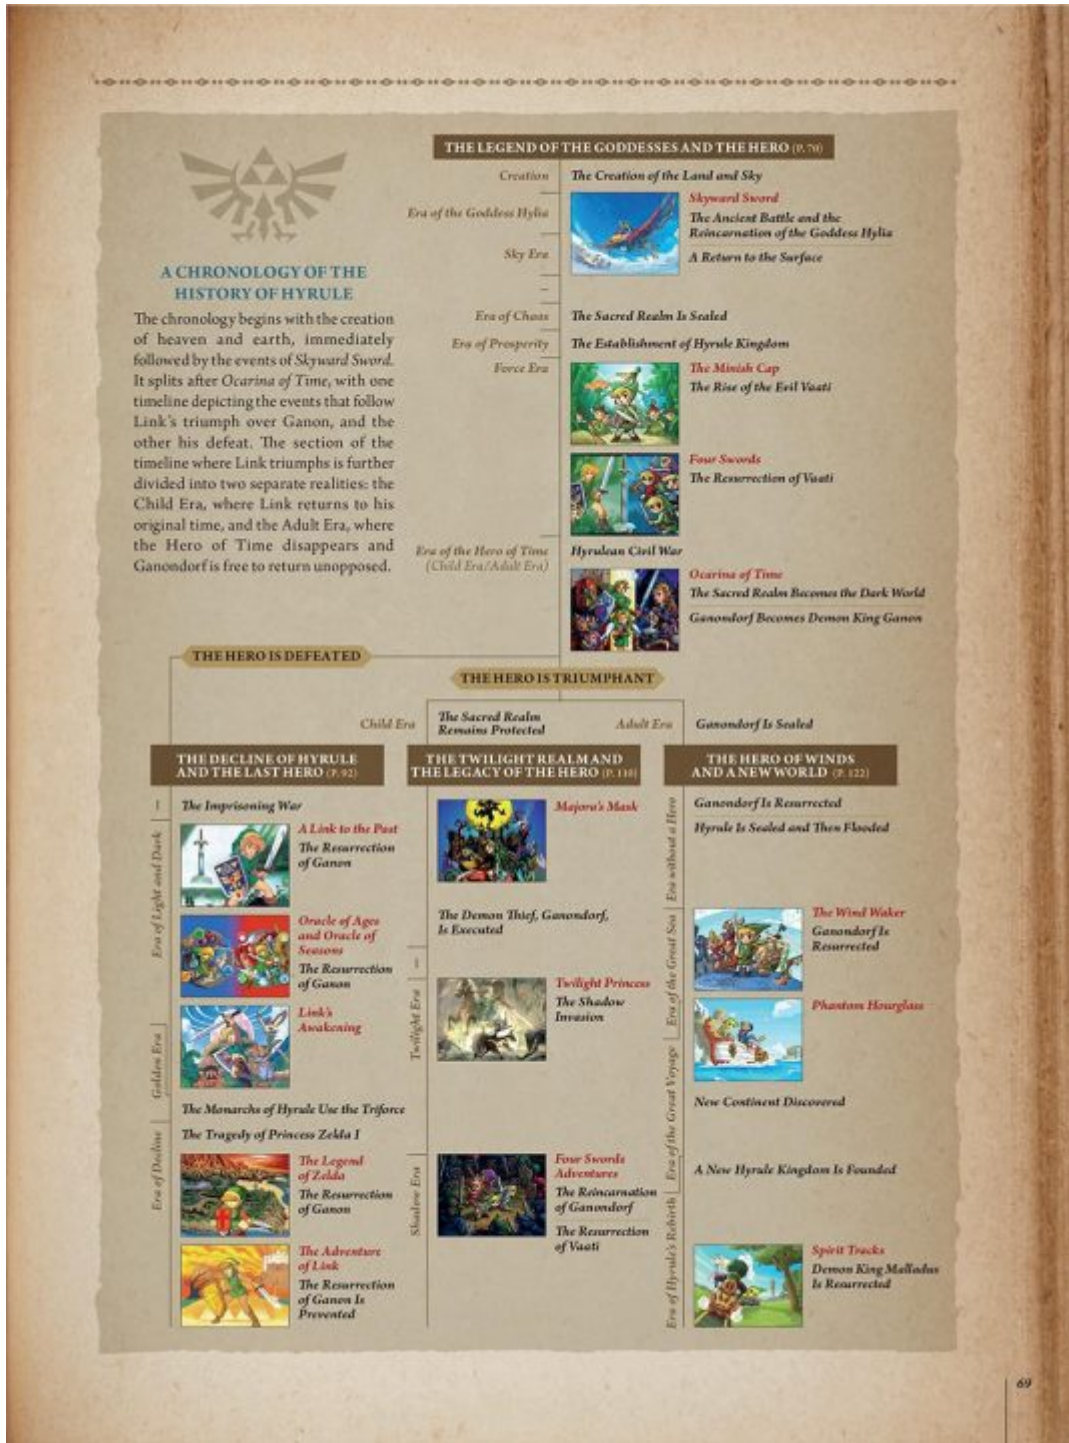 THE LEGEND OF THE GODDESSES AND THE HERO (P. 70)
Creation
The Creation of the Land and Sky
Era of the Goddess Hylia
Skyward Sword
The Ancient Battle and the
Reincarnation of the Goddess Hylia
Sky Era
A Return to the Surface
–
Era of Chaos
The Sacred Realm Is Sealed
Era of Prosperity
The Establishment of Hyrule Kingdom
Force Era
The Minish Cap
The Rise of the Evil Vaati
Four Swords
The Resurrection of Vaati
Era of the Hero of Time
(Child Era/Adult Era)
Hyrulean Civil War
Ocarina of Time
The Sacred Realm Becomes the Dark World
Ganondorf Becomes Demon King Ganon
A CHRONOLOGY OF THE
HISTORY OF HYRULE
The chronology begins with the creation
of heaven and earth, immediately
followed by the events of Skyward Sword.
It splits after Ocarina of Time, with one
timeline depicting the events that follow
Link's triumph over Ganon, and the
other his defeat. The section of the
timeline where Link triumphs is further
divided into two separate realities: the
Child Era, where Link returns to his
original time, and the Adult Era, where
the Hero of Time disappears and
Ganondorf is free to return unopposed.
THE HERO IS DEFEATED
THE HERO IS TRIUMPHANT
Child Era
The Sacred Realm
Remains Protected
Adult Era
Ganondorf Is Sealed
THE DECLINE OF HYRULE
AND THE LAST HERO (P. 92)
–
The Imprisoning War
Era of Light and Dark
A Link to the Past
The Resurrection
of Ganon
Oracle of Ages
and Oracle of
Seasons
The Resurrection
of Ganon
Link's
Awakening
Golden Era
The Monarchs of Hyrule Use the Triforce
Era of Decline
The Tragedy of Princess Zelda I
The Legend
of Zelda
The Resurrection
of Ganon
The Adventure
of Link
The Resurrection
of Ganon Is
Prevented
THE TWILIGHT REALM AND
THE LEGACY OF THE HERO (P. 110)
Majora's Mask
The Demon Thief, Ganondorf,
Is Executed
–
Twilight Era
Twilight Princess
The Shadow
Invasion
Shadow Era
Four Swords
Adventures
The Reincarnation
of Ganondorf
The Resurrection
of Vaati
THE HERO OF WINDS
AND A NEW WORLD (P. 122)
Era without a Hero
Ganondorf Is Resurrected
Hyrule Is Sealed and Then Flooded
Era of the Great Sea
The Wind Waker
Ganondorf Is
Resurrected
Phantom Hourglass
Era of the Great Voyage
New Continent Discovered
A New Hyrule Kingdom Is Founded
Era of Hyrule's Rebirth
Spirit Tracks
Demon King Malladus
Is Resurrected
69